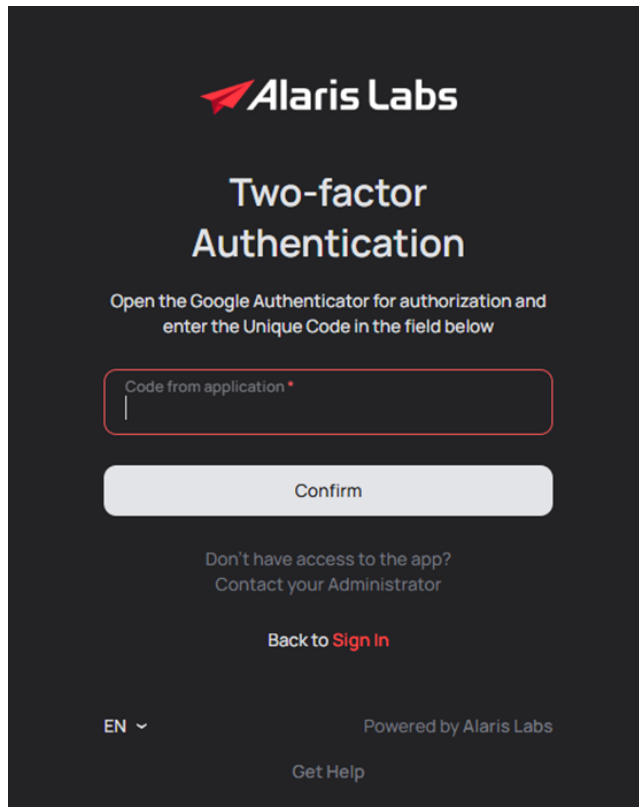 Alaris Labs
Two-factor
Authentication
Open the Google Authenticator for authorization and
enter the Unique Code in the field below
Code from application *
Confirm
Don't have access to the app?
Contact your Administrator
Back to Sign In
EN
Powered by Alaris Labs
Get Help